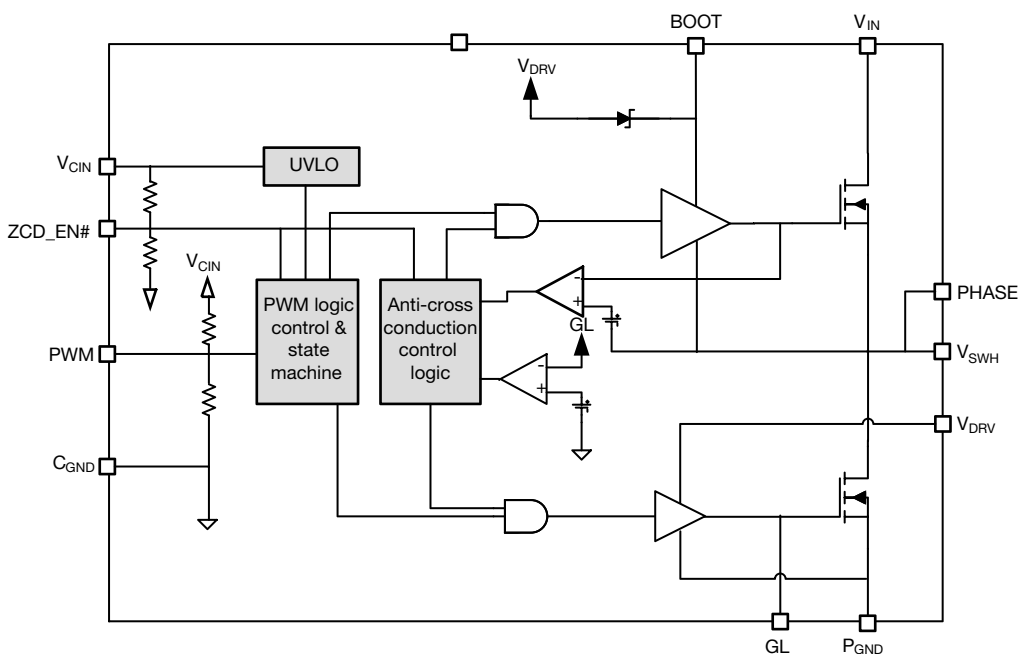 BOOT
VIN
VDRV
VCIN
UVLO
ZCD_EN#
VCIN
PWM logic
control &
state
machine
Anti-cross
conduction
control
logic
-
+
GL
-
+
PHASE
PWM
VSWH
VDRV
CGND
GL
PGND